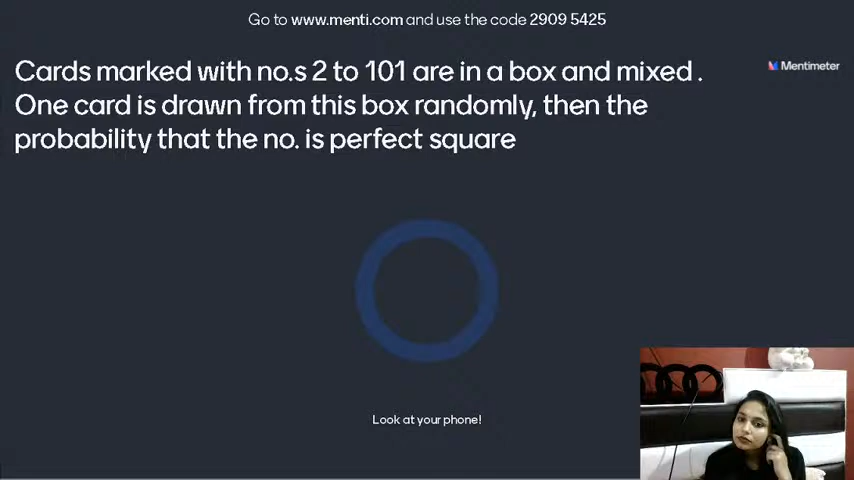 Go to www.menti.com and use the code 2909 5425
Cards marked with no.s 2 to 101 are in a box and mixed .
One card is drawn from this box randomly, then the
probability that the no. is perfect square
Mentimeter
Look at your phone!